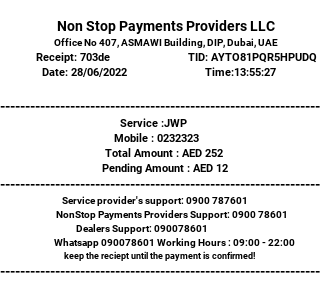 Non Stop Payments Providers LLC
Office No 407, ASMAWI Building, DIP, Dubai, UAE
Receipt: 703de TID: AYTO81PQR5HPUDQ
Date: 28/06/2022 Time:13:55:27
Service :JWP
Mobile : 0232323
Total Amount : AED 252
Pending Amount : AED 12
Service provider's support: 0900 787601
NonStop Payments Providers Support: 0900 78601
Dealers Support: 090078601
Whatsapp 090078601 Working Hours : 09:00 - 22:00
keep the reciept until the payment is confirmed!